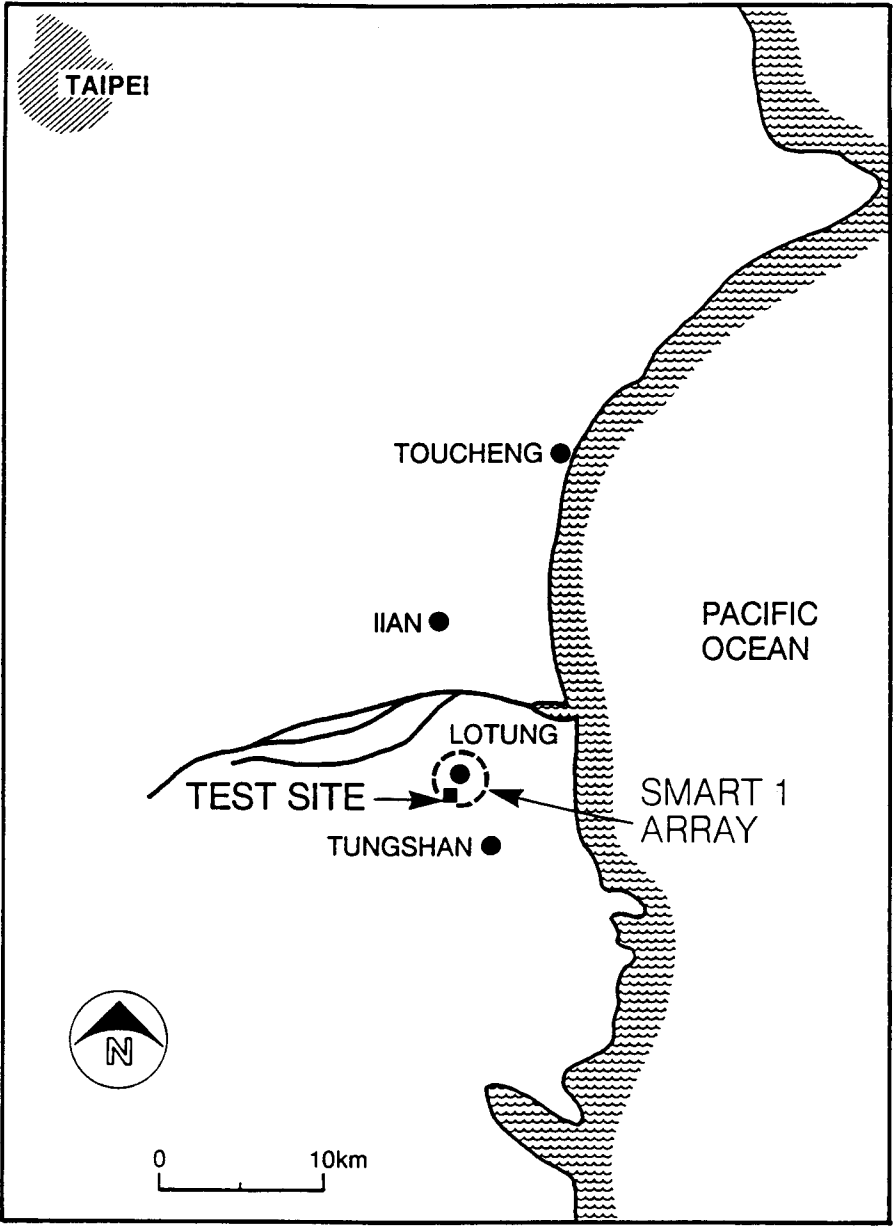 TAIPEI
TOUCHENG
IIAN
PACIFIC
OCEAN
LOTUNG
TEST SITE
SMART 1
ARRAY
TUNGSHAN
N
0 10km